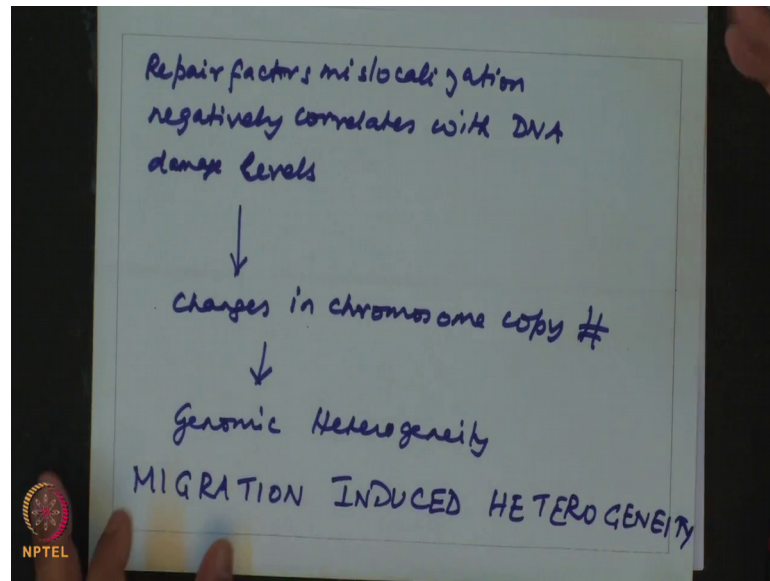 Repair factors mislocalization
negatively correlates with DNA
damage levels
changes in chromosome copy #
Genomic Heterogeneity
MIGRATION INDUCED HETEROGENEITY
NPTEL